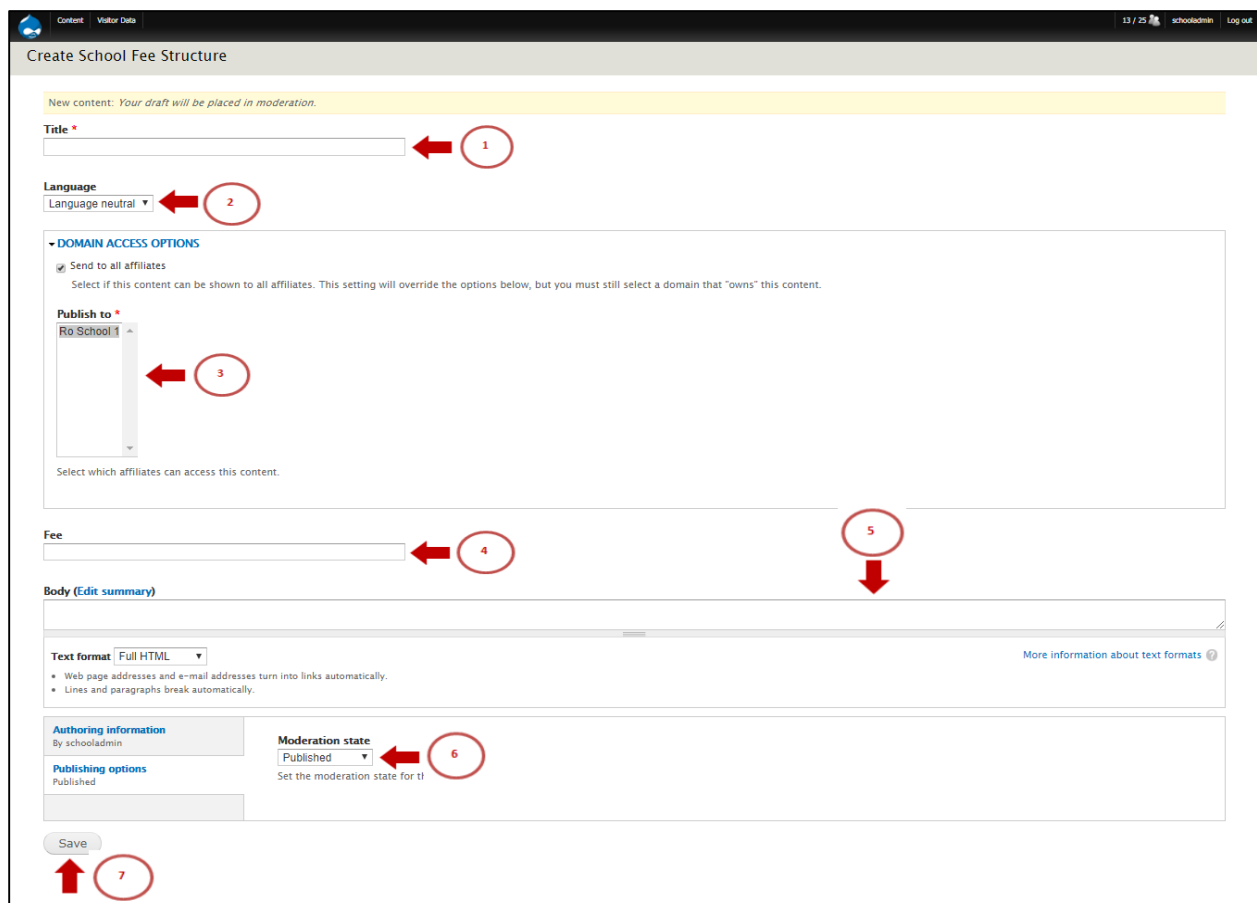 Content Visitor Data 13 / 25 schooladmin Log out
Create School Fee Structure
New content: Your draft will be placed in moderation.
Title *
1
Language
Language neutral
2
DOMAIN ACCESS OPTIONS
Send to all affiliates
Select if this content can be shown to all affiliates. This setting will override the options below, but you must still select a domain that "owns" this content.
Publish to *
Ro School 1
3
Select which affiliates can access this content.
Fee
4
5
Body (Edit summary)
Text format Full HTML More information about text formats ?
• Web page addresses and e-mail addresses turn into links automatically.
• Lines and paragraphs break automatically.
Authoring information
By schooladmin
Publishing options
Published
Moderation state
Published
6
Set the moderation state for th
Save
7